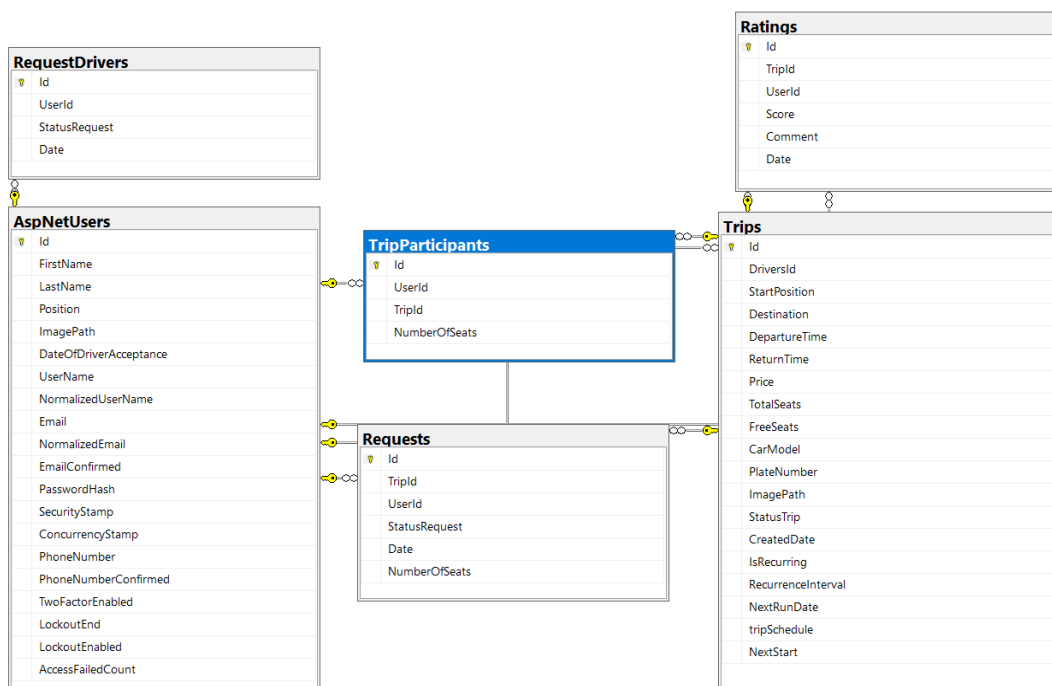 RequestDrivers
Id
UserId
StatusRequest
Date
AspNetUsers
Id
FirstName
LastName
Position
ImagePath
DateOfDriverAcceptance
UserName
NormalizedUserName
Email
NormalizedEmail
EmailConfirmed
PasswordHash
SecurityStamp
ConcurrencyStamp
PhoneNumber
PhoneNumberConfirmed
TwoFactorEnabled
LockoutEnd
LockoutEnabled
AccessFailedCount
TripParticipants
Id
UserId
TripId
NumberOfSeats
Requests
Id
TripId
UserId
StatusRequest
Date
NumberOfSeats
Ratings
Id
TripId
UserId
Score
Comment
Date
Trips
Id
DriversId
StartPosition
Destination
DepartureTime
ReturnTime
Price
TotalSeats
FreeSeats
CarModel
PlateNumber
ImagePath
StatusTrip
CreatedDate
IsRecurring
RecurrenceInterval
NextRunDate
tripSchedule
NextStart